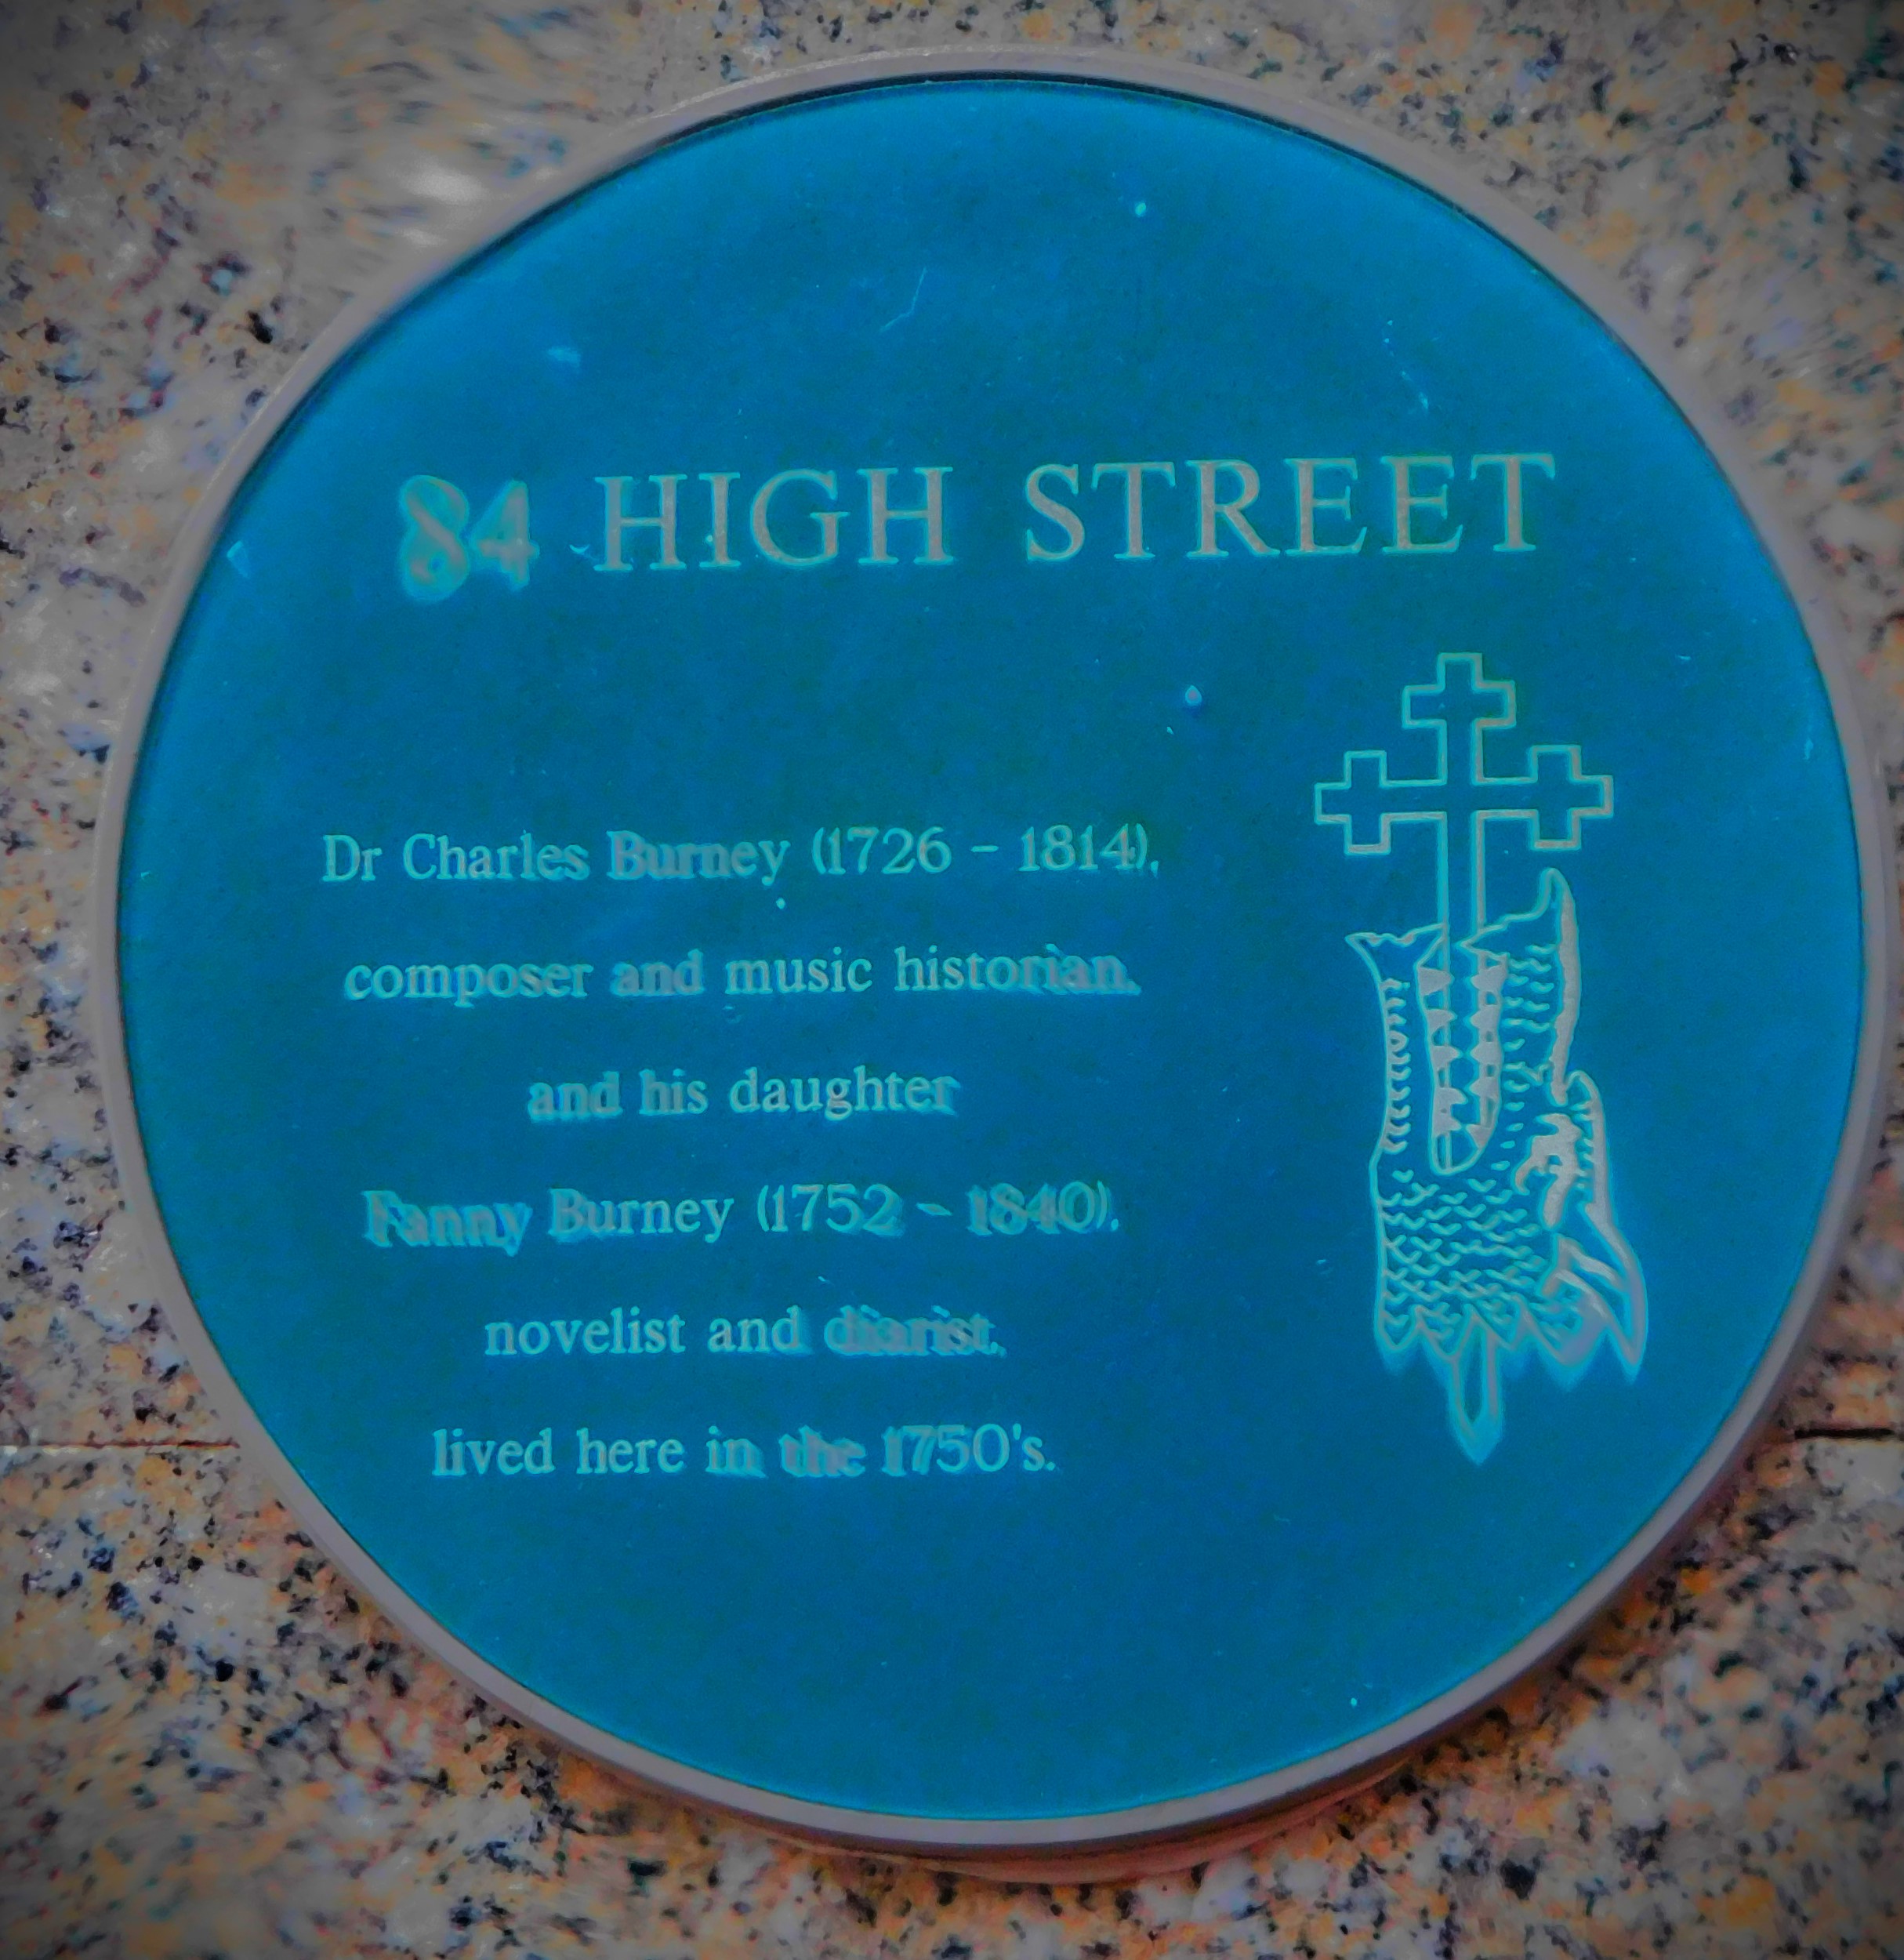 84 HIGH STREET
Dr Charles Burney (1726 - 1814),
composer and music historian,
and his daughter
Fanny Burney (1752 - 1840),
novelist and diarist,
lived here in the 1750's.